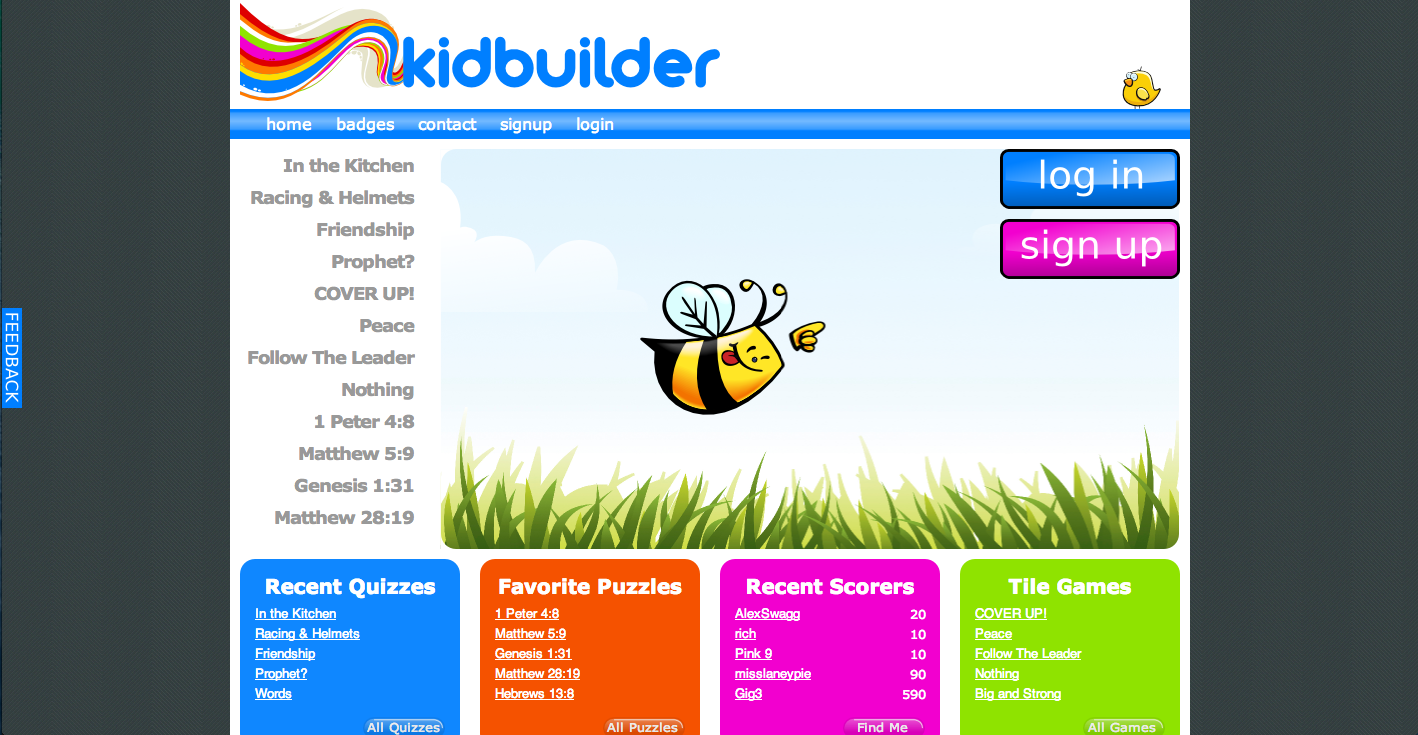 kidbuilder
home badges contact signup login
In the Kitchen
Racing & Helmets
Friendship
Prophet?
COVER UP!
Peace
Follow The Leader
Nothing
1 Peter 4:8
Matthew 5:9
Genesis 1:31
Matthew 28:19
log in
sign up
FEEDBACK
Recent Quizzes
In the Kitchen
Racing & Helmets
Friendship
Prophet?
Words
All Quizzes
Favorite Puzzles
1 Peter 4:8
Matthew 5:9
Genesis 1:31
Matthew 28:19
Hebrews 13:8
All Puzzles
Recent Scorers
AlexSwagg 20
rich 10
Pink 9 10
misslaneypie 90
Gig3 590
Find Me
Tile Games
COVER UP!
Peace
Follow The Leader
Nothing
Big and Strong
All Games